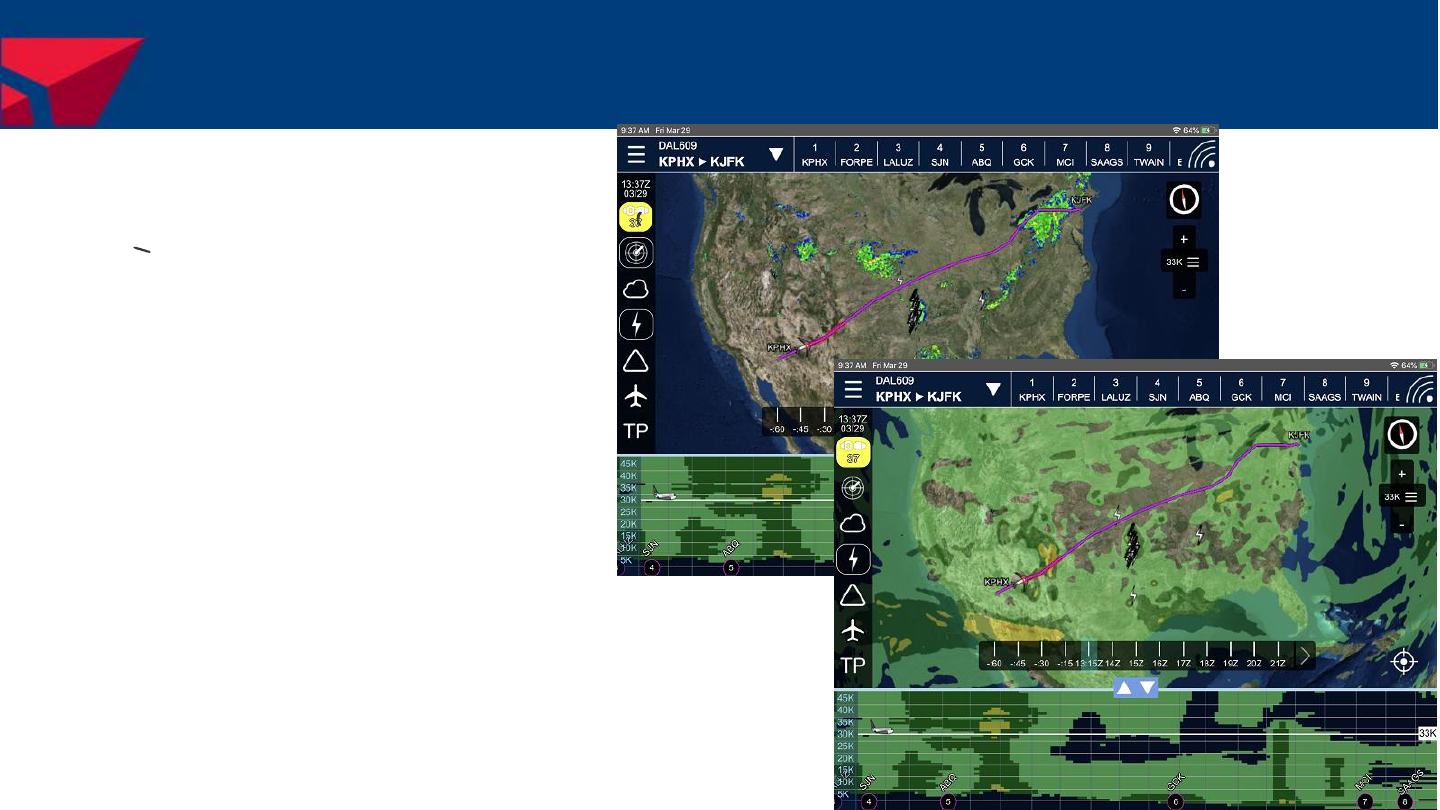 9:37 AM Fri Mar 29 64%
DAL609
KPHX ▶ KJFK
1 2 3 4 5 6 7 8 9
KPHX FORPE LALUZ SJN ABQ GCK MCI SAAGS TWAIN E
13:37Z
03/29
37
KJFK
+
33K
-
KPHX
TP
-:60 -:45 -:30
45K
40K
35K
30K
25K
20K
15K
10K
5K
SJN ABQ
4 5
9:37 AM Fri Mar 29 64%
DAL609
KPHX ▶ KJFK
1 2 3 4 5 6 7 8 9
KPHX FORPE LALUZ SJN ABQ GCK MCI SAAGS TWAIN E
13:37Z
03/29
37
KJFK
+
33K
-
KPHX
TP
-:60 -:45 -:30 -:15 13:15Z 14Z 15Z 16Z 17Z 18Z 19Z 20Z 21Z
45K
40K
35K
30K
33K
25K
20K
15K
10K
5K
SJN ABQ GCK MCI SAAGS
4 5 6 7 8